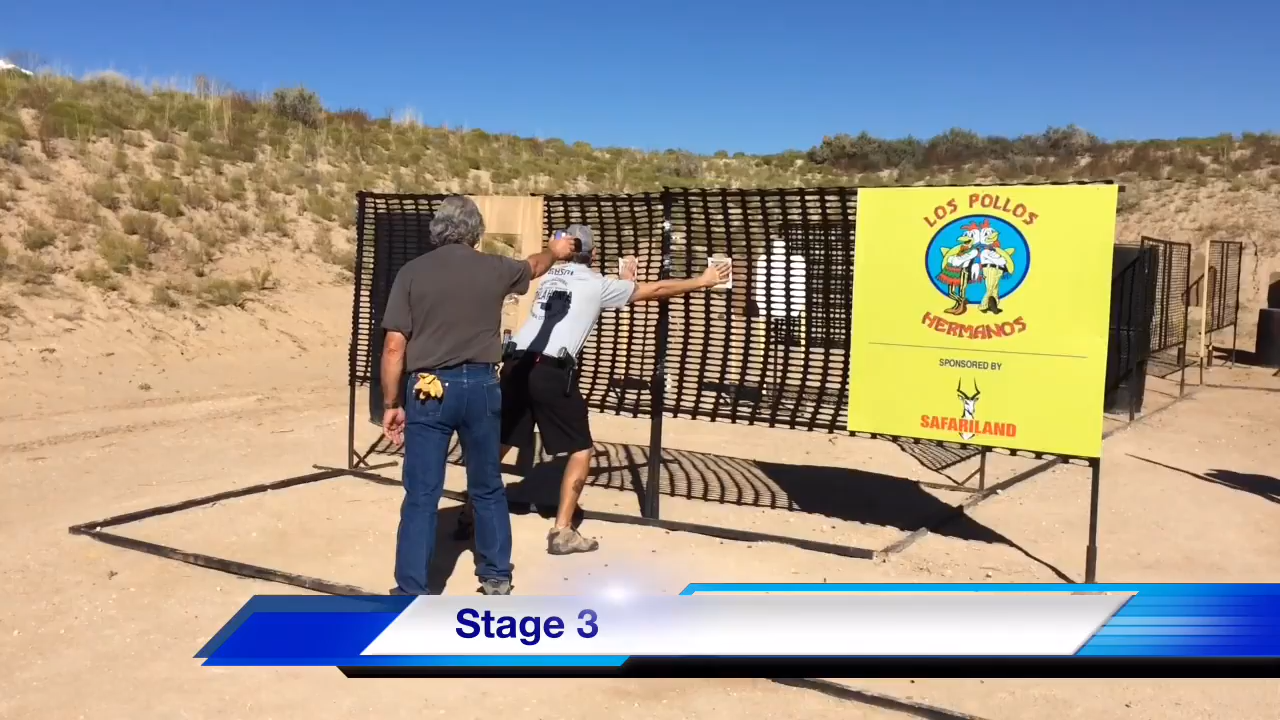 LOS POLLOS
HERMANOS
SPONSORED BY
SAFARILAND
Stage 3